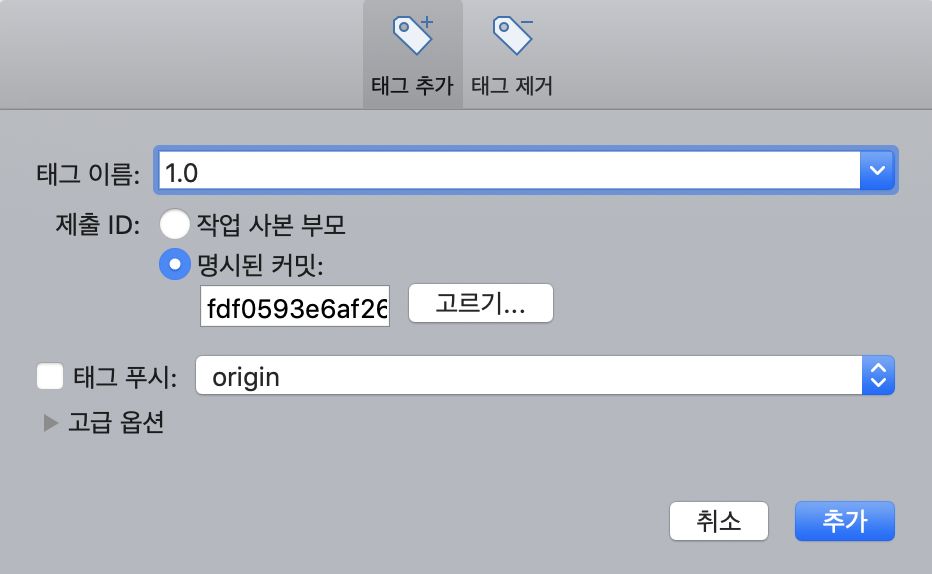 태그 추가 태그 제거
태그 이름: 1.0
제출 ID: 작업 사본 부모
명시된 커밋:
fdf0593e6af26 고르기...
태그 푸시: origin
고급 옵션
취소 추가